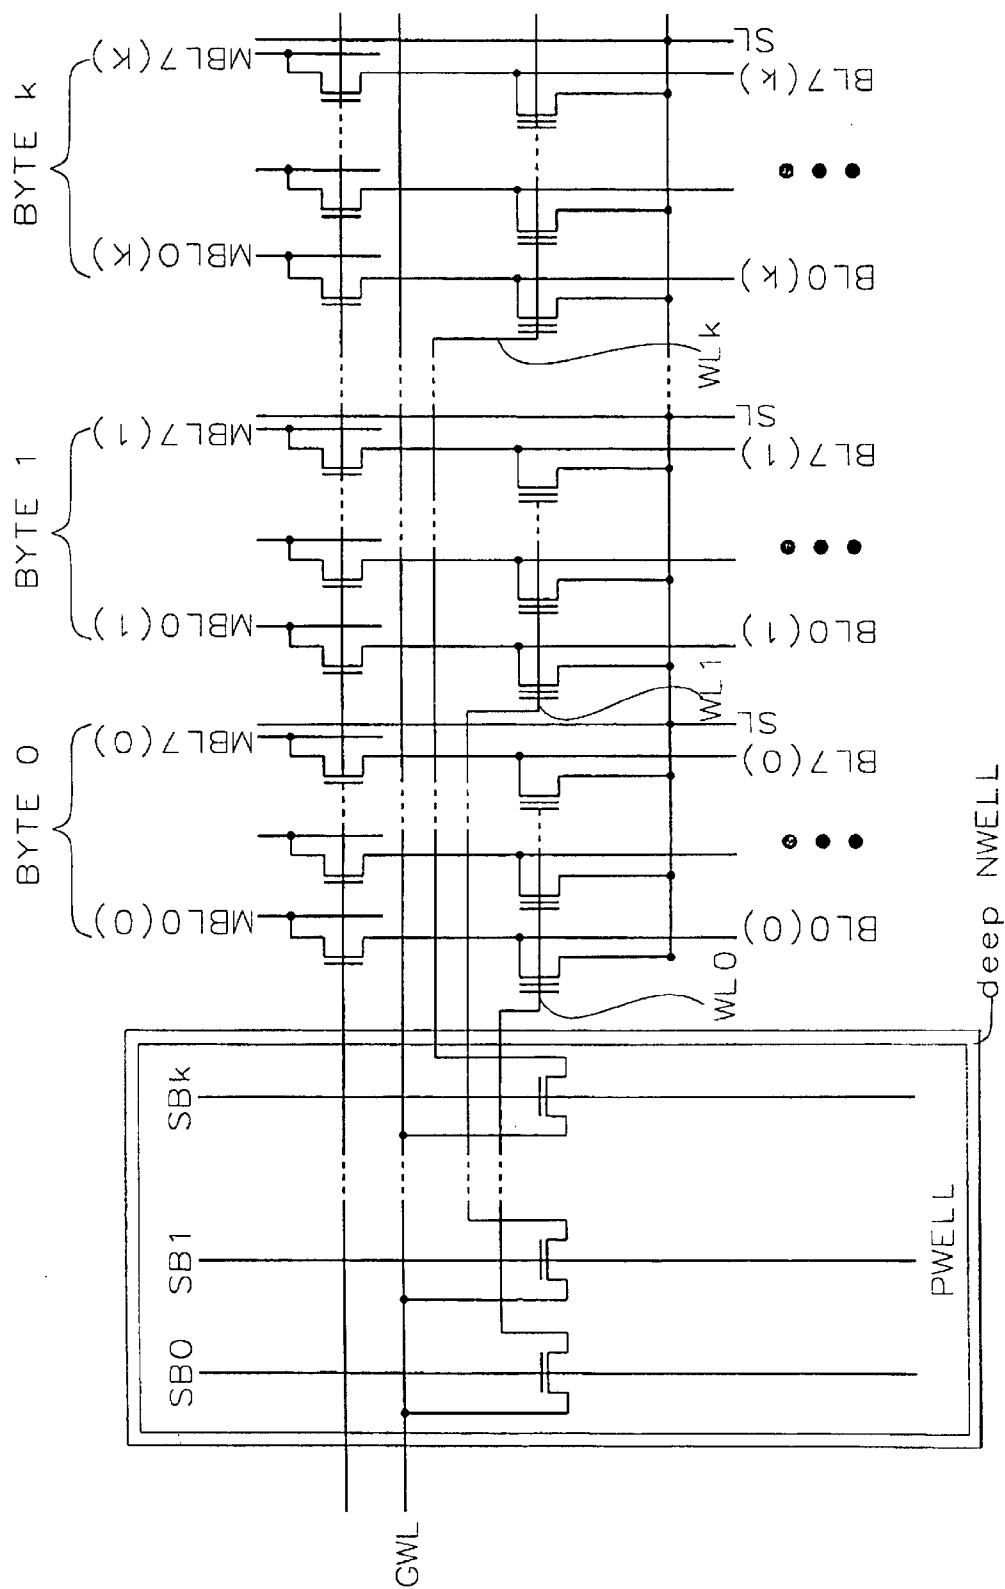 BYTE 0
BYTE 1
BYTE k
MBL0(0)
MBL7(0)
MBL0(1)
MBL7(1)
MBL0(K)
MBL7(K)
SB0
SB1
SBk
GWL
WL0
WL1
WLk
BL0(0)
BL7(0)
SL
BL0(1)
BL7(1)
SL
BL0(k)
BL7(k)
SL
PWELL
deep NWELL